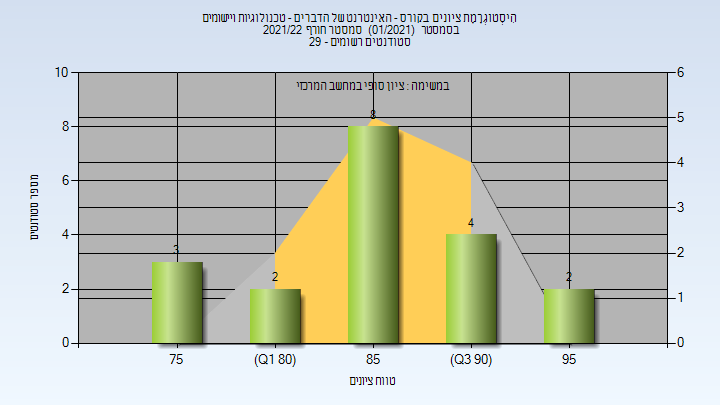 הִיסְטוגְרָמַת ציונים בקורס - האינטרנט של הדברים - טכנולוגיות ויישומים
בסמסטר (01/2021) סמסטר חורף 2021/22
סטודנטים רשומים - 29
במשימה : ציון סופי במחשב המרכזי
10
8
6
4
2
0
6
5
4
3
2
1
0
מספר סטודנטים
3
2
8
4
2
75
(Q1 80)
85
(Q3 90)
95
טווח ציונים